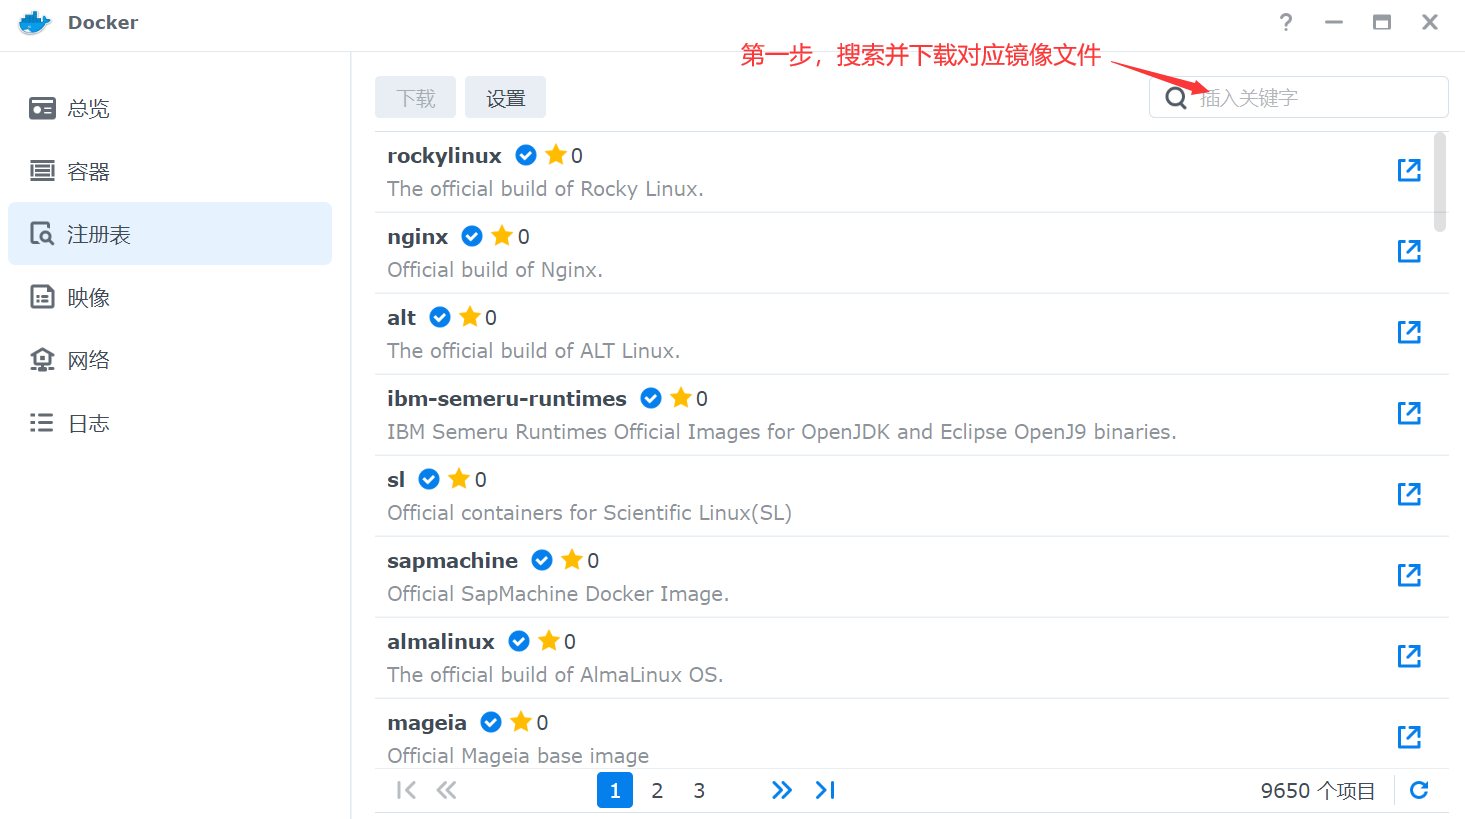 Docker
第一步，搜索并下载对应镜像文件
总览
容器
注册表
映像
网络
日志
下载
设置
插入关键字
rockylinux 0
The official build of Rocky Linux.
nginx 0
Official build of Nginx.
alt 0
The official build of ALT Linux.
ibm-semeru-runtimes 0
IBM Semeru Runtimes Official Images for OpenJDK and Eclipse OpenJ9 binaries.
sl 0
Official containers for Scientific Linux(SL)
sapmachine 0
Official SapMachine Docker Image.
almalinux 0
The official build of AlmaLinux OS.
mageia 0
Official Mageia base image
1 2 3
9650 个项目